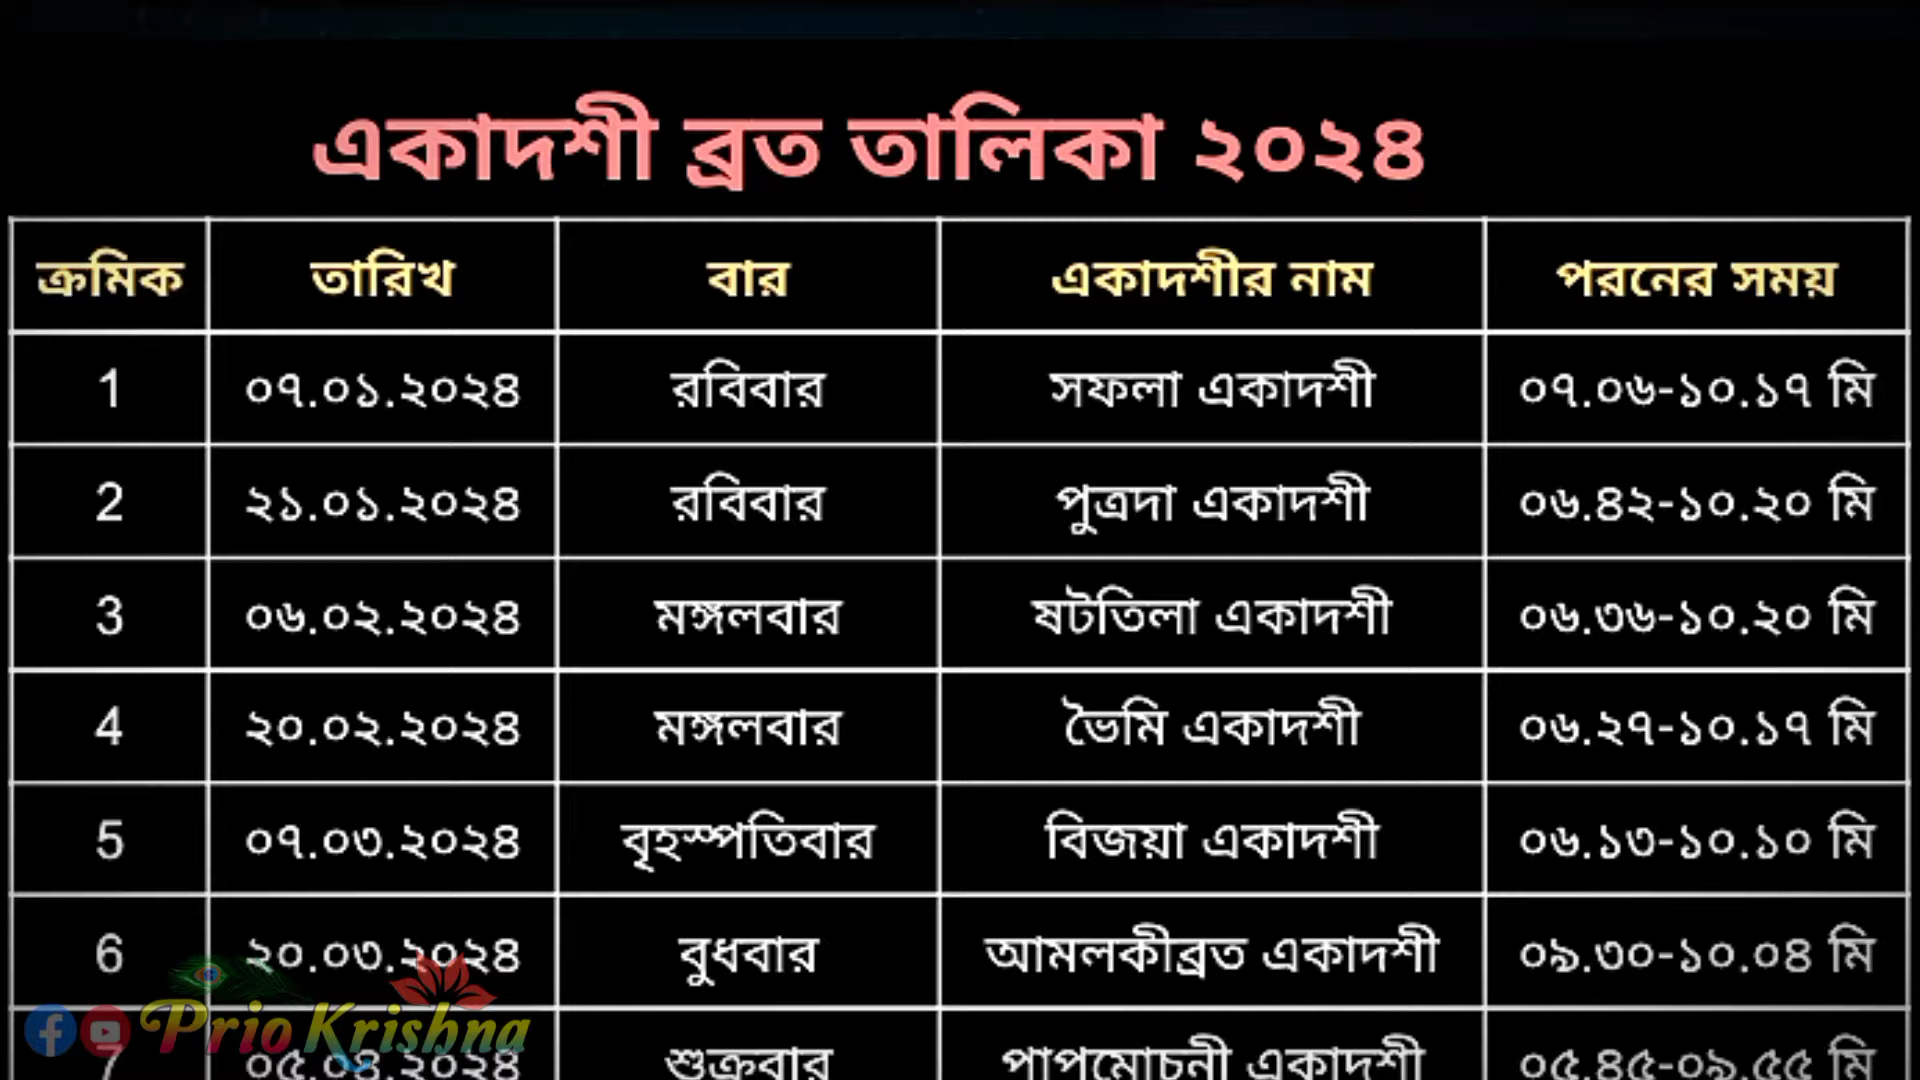 একাদশী ব্রত তালিকা ২০২৪
ক্রমিক তারিখ বার একাদশীর নাম পরনের সময়
1 ০৭.০১.২০২৪ রবিবার সফলা একাদশী ০৭.০৬-১০.১৭ মি
2 ২১.০১.২০২৪ রবিবার পুত্রদা একাদশী ০৬.৪২-১০.২০ মি
3 ০৬.০২.২০২৪ মঙ্গলবার ষটতিলা একাদশী ০৬.৩৬-১০.২০ মি
4 ২০.০২.২০২৪ মঙ্গলবার ভৈমি একাদশী ০৬.২৭-১০.১৭ মি
5 ০৭.০৩.২০২৪ বৃহস্পতিবার বিজয়া একাদশী ০৬.১৩-১০.১০ মি
6 ২০.০৩.২০২৪ বুধবার আমলকীব্রত একাদশী ০৯.৩০-১০.০৪ মি
Prio Krishna
7 ০৫.০৪.২০২৪ শুক্রবার পাপমোচনী একাদশী ০৫.৪৫-০৯.৫৫ মি